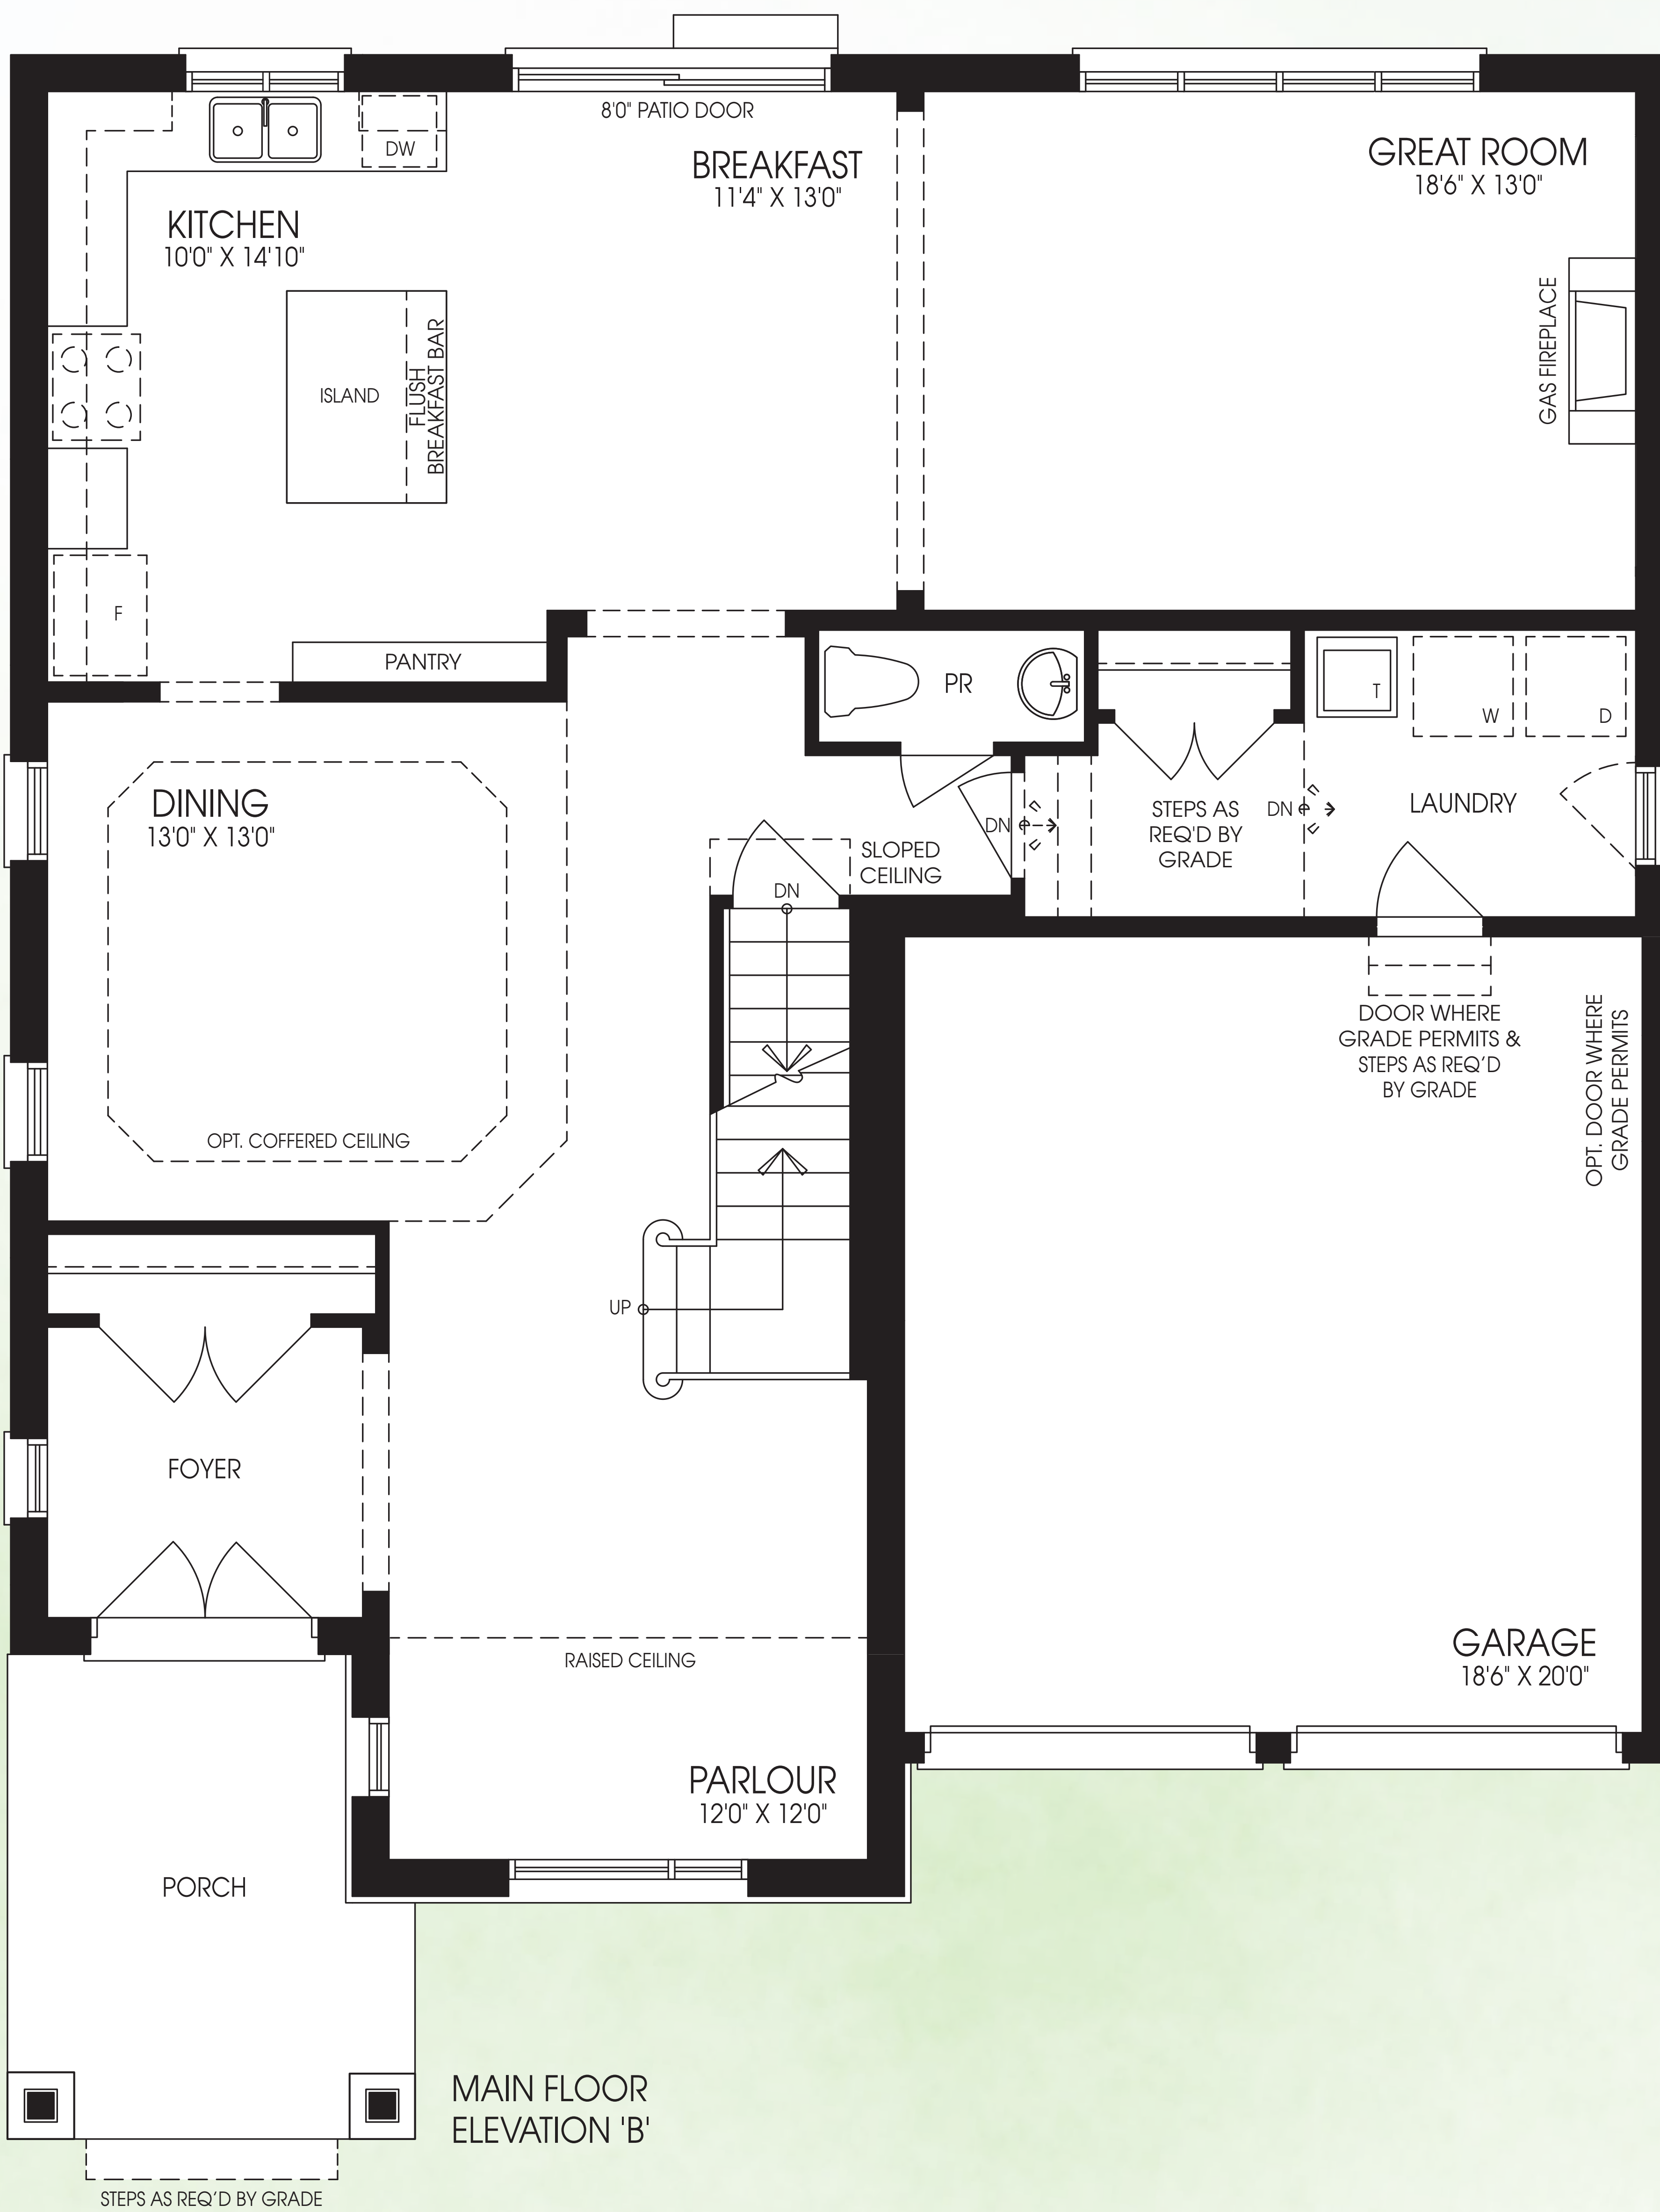 8'0" PATIO DOOR
DW
BREAKFAST
11'4" X 13'0"
GREAT ROOM
18'6" X 13'0"
KITCHEN
10'0" X 14'10"
ISLAND
FLUSH
BREAKFAST BAR
GAS FIREPLACE
F
PANTRY
PR
T
W
D
DINING
13'0" X 13'0"
DN
STEPS AS
REQ'D BY
GRADE
DN
LAUNDRY
SLOPED
CEILING
DN
DOOR WHERE
GRADE PERMITS &
STEPS AS REQ'D
BY GRADE
OPT. DOOR WHERE
GRADE PERMITS
OPT. COFFERED CEILING
UP
FOYER
RAISED CEILING
GARAGE
18'6" X 20'0"
PARLOUR
12'0" X 12'0"
PORCH
MAIN FLOOR
ELEVATION 'B'
STEPS AS REQ'D BY GRADE